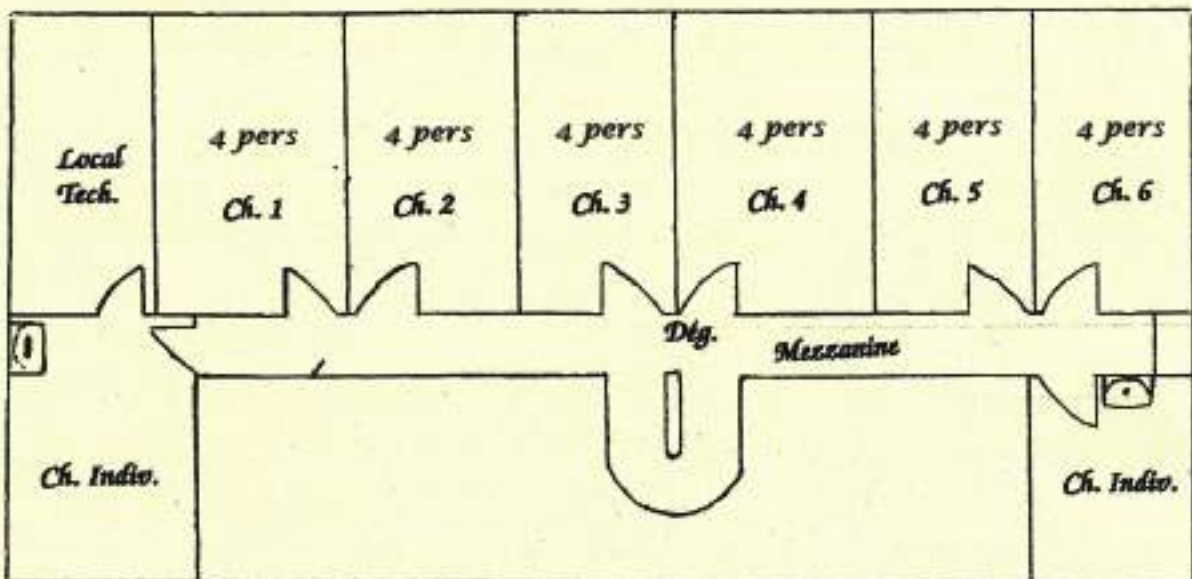 Local
Tech.
4 pers
Ch. 1
4 pers
Ch. 2
4 pers
Ch. 3
4 pers
Ch. 4
4 pers
Ch. 5
4 pers
Ch. 6
Dég.
Mezzanine
Ch. Indiv.
Ch. Indiv.